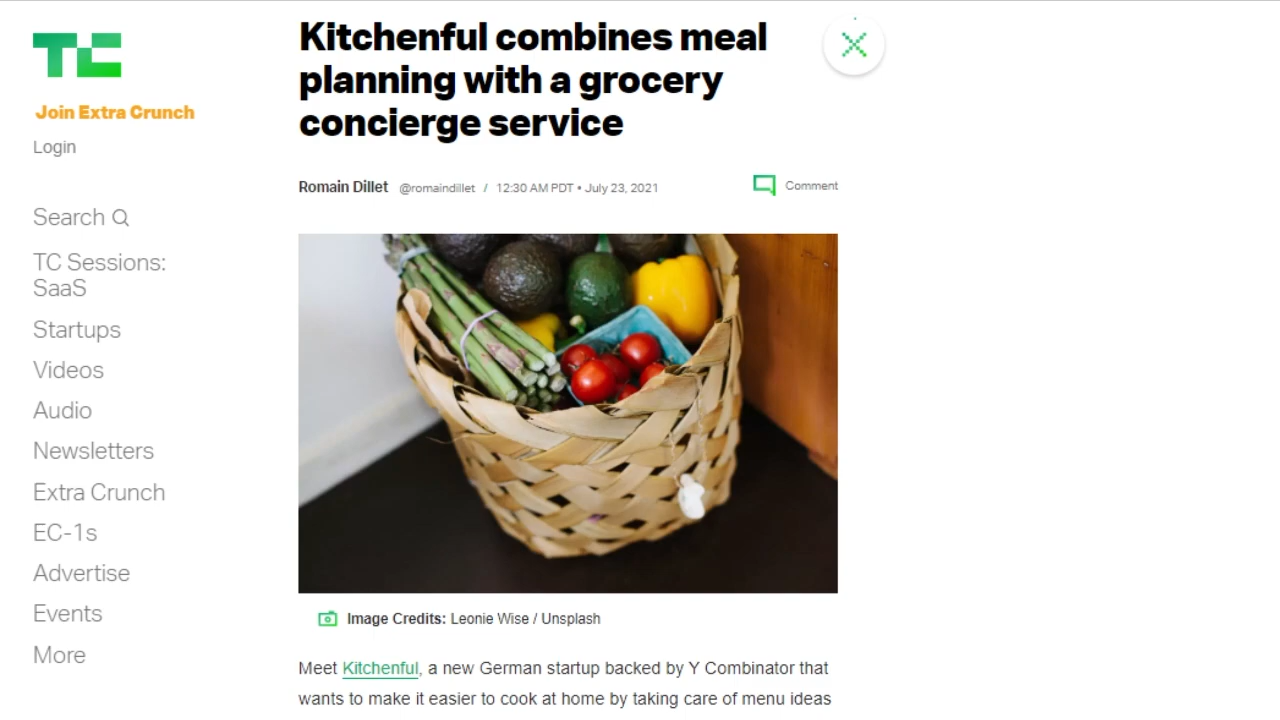 TC
Join Extra Crunch
Login
Search
TC Sessions:
SaaS
Startups
Videos
Audio
Newsletters
Extra Crunch
EC-1s
Advertise
Events
More
Kitchenful combines meal
planning with a grocery
concierge service
Romain Dillet @romaindillet / 12:30 AM PDT • July 23, 2021
Comment
Image Credits: Leonie Wise / Unsplash
Meet Kitchenful, a new German startup backed by Y Combinator that
wants to make it easier to cook at home by taking care of menu ideas